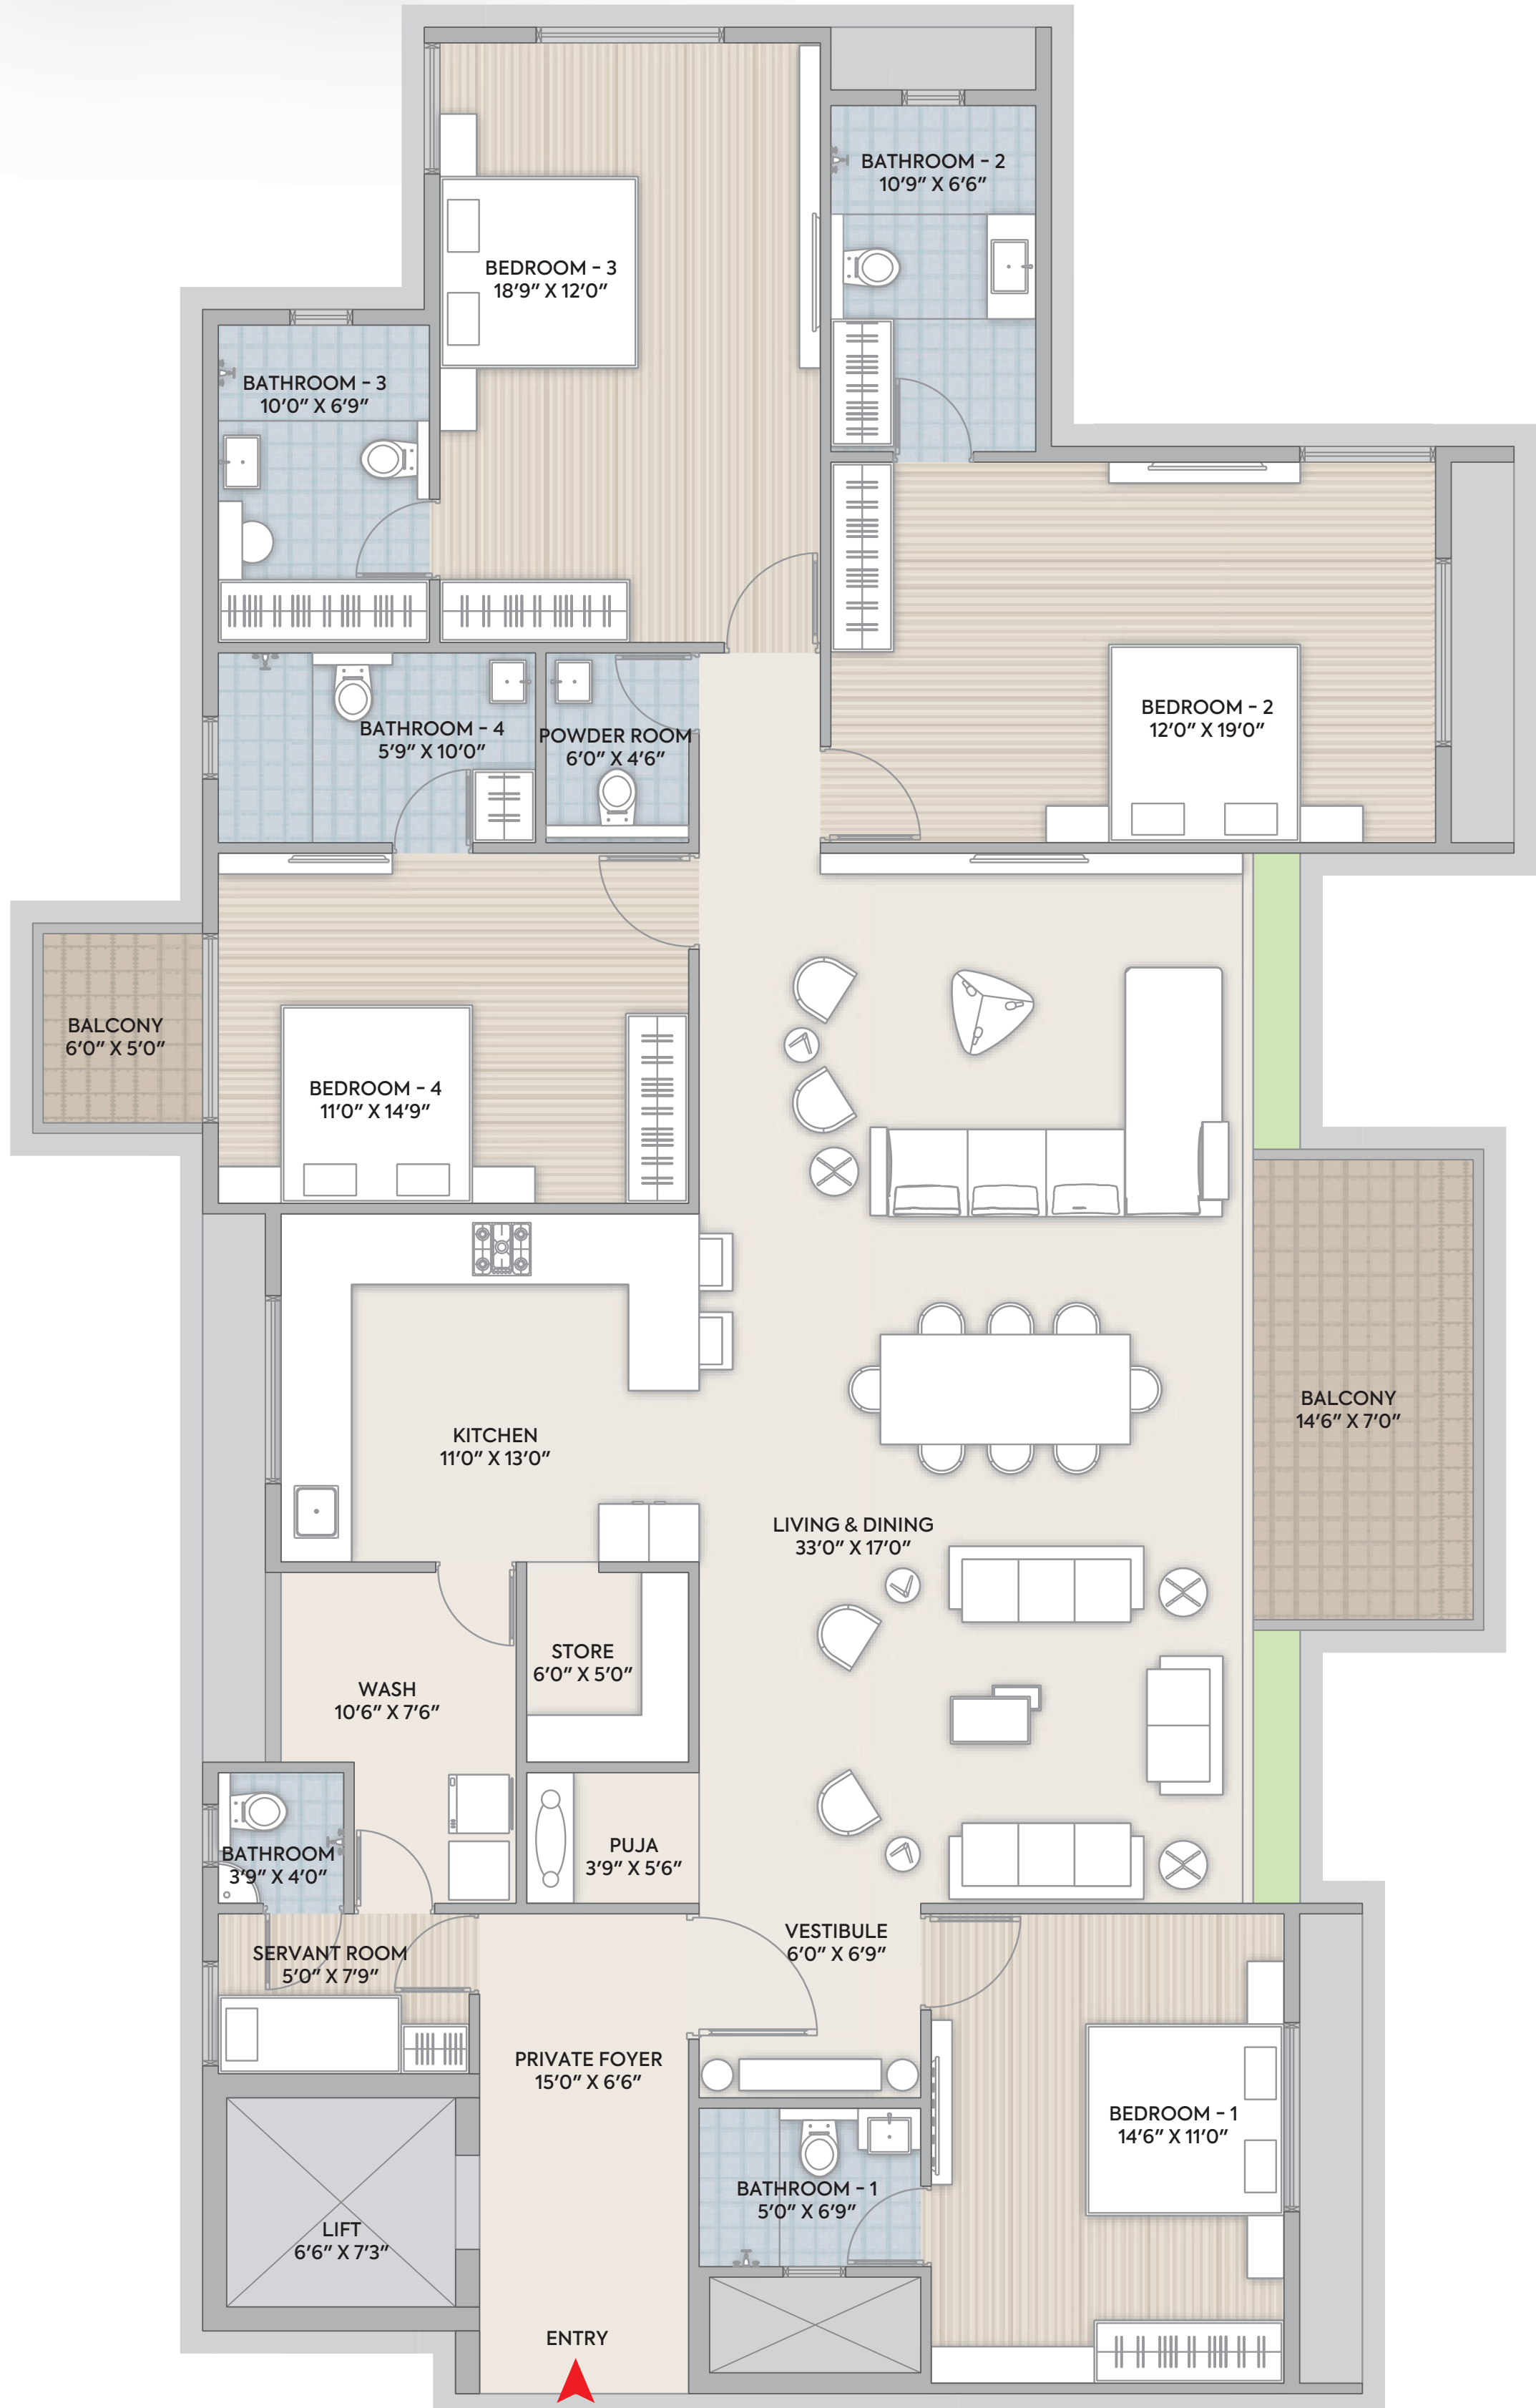 BATHROOM - 2
10'9" X 6'6"
BEDROOM - 3
18'9" X 12'0"
BATHROOM - 3
10'0" X 6'9"
BATHROOM - 4
5'9" X 10'0"
POWDER ROOM
6'0" X 4'6"
BEDROOM - 2
12'0" X 19'0"
BALCONY
6'0" X 5'0"
BEDROOM - 4
11'0" X 14'9"
BALCONY
14'6" X 7'0"
KITCHEN
11'0" X 13'0"
LIVING & DINING
33'0" X 17'0"
STORE
6'0" X 5'0"
WASH
10'6" X 7'6"
PUJA
3'9" X 5'6"
BATHROOM
3'9" X 4'0"
VESTIBULE
6'0" X 6'9"
SERVANT ROOM
5'0" X 7'9"
PRIVATE FOYER
15'0" X 6'6"
BEDROOM - 1
14'6" X 11'0"
BATHROOM - 1
5'0" X 6'9"
LIFT
6'6" X 7'3"
ENTRY